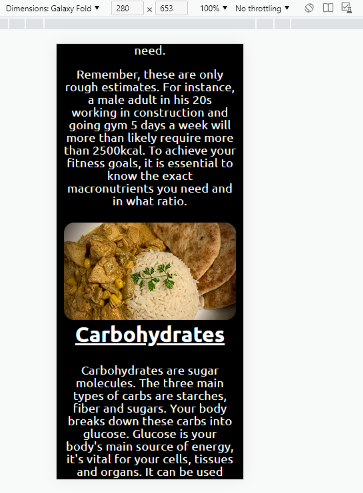 Dimensions: Galaxy Fold ▼ 280 × 653 100% ▼ No throttling ▼
need.
Remember, these are only
rough estimates. For instance,
a male adult in his 20s
working in construction and
going gym 5 days a week will
more than likely require more
than 2500kcal. To achieve your
fitness goals, it is essential to
know the exact
macronutrients you need and
in what ratio.
Carbohydrates
Carbohydrates are sugar
molecules. The three main
types of carbs are starches,
fiber and sugars. Your body
breaks down these carbs into
glucose. Glucose is your
body's main source of energy,
it's vital for your cells, tissues
and organs. It can be used